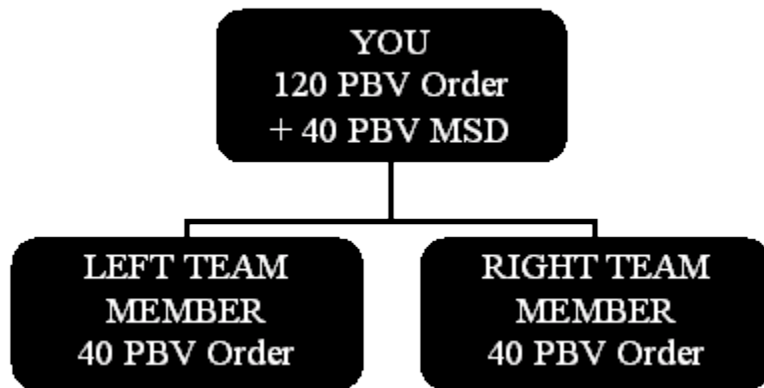 YOU
120 PBV Order
+ 40 PBV MSD
LEFT TEAM
MEMBER
40 PBV Order
RIGHT TEAM
MEMBER
40 PBV Order